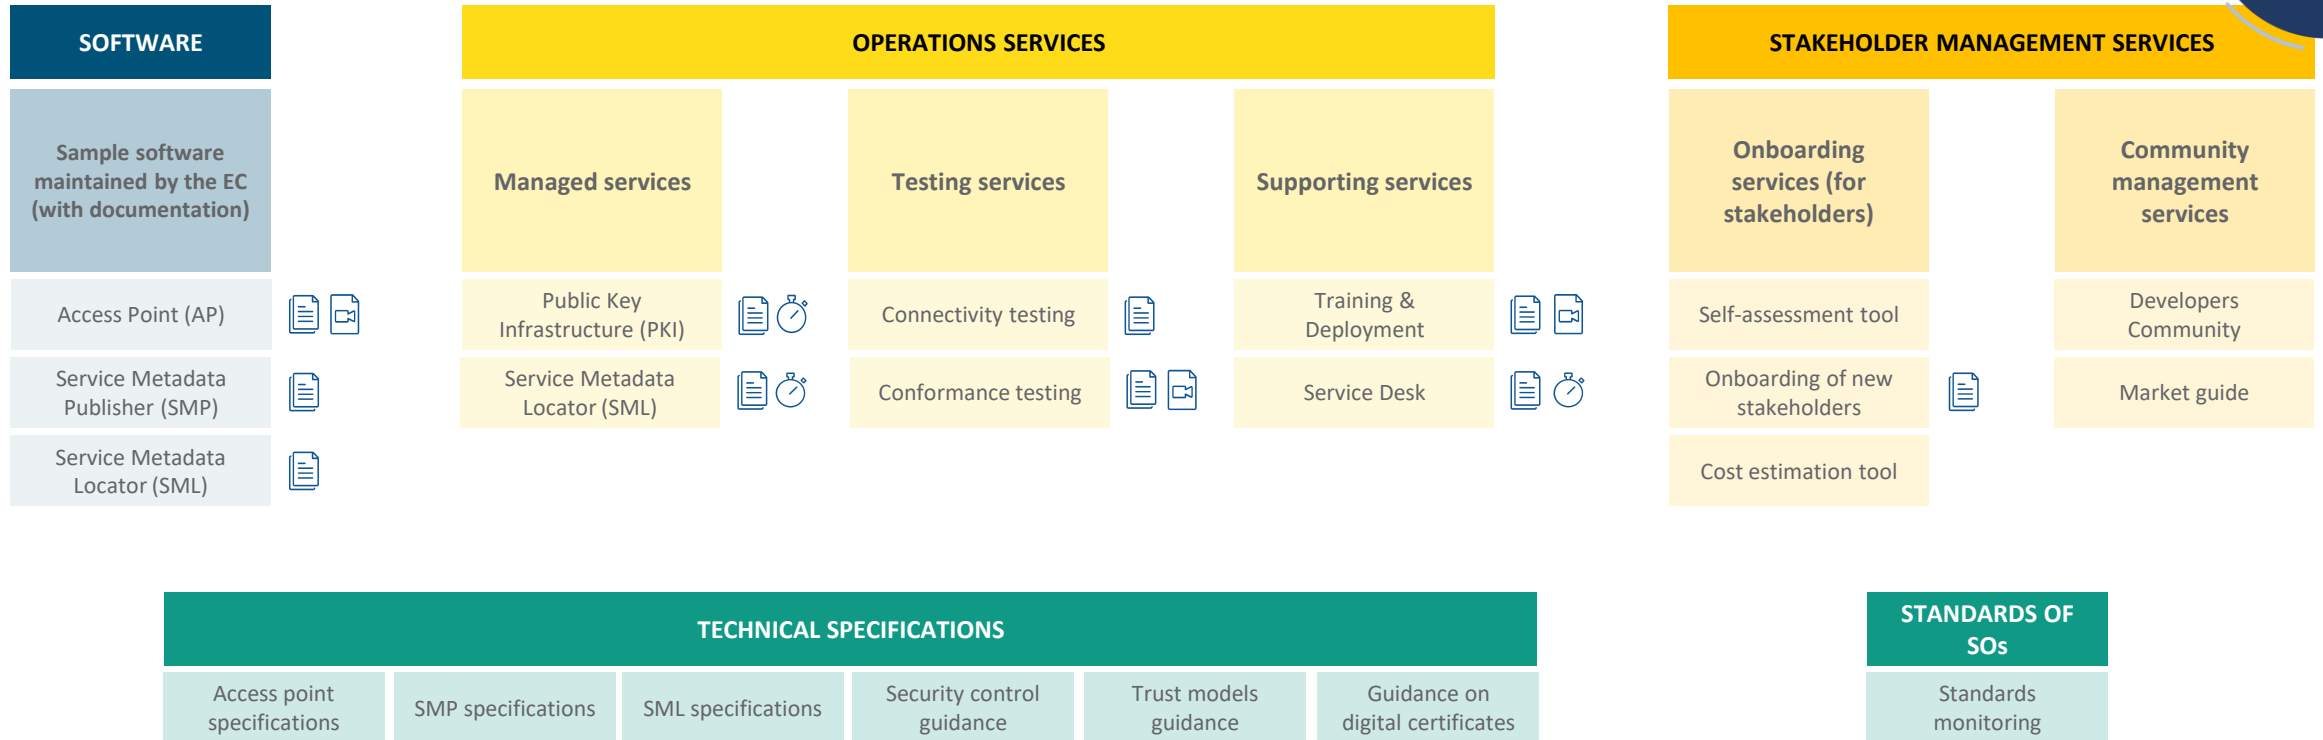 SOFTWARE
OPERATIONS SERVICES
STAKEHOLDER MANAGEMENT SERVICES
Sample software
maintained by the EC
(with documentation)
Managed services
Testing services
Supporting services
Onboarding
services (for
stakeholders)
Community
management
services
Access Point (AP)
Public Key
Infrastructure (PKI)
Connectivity testing
Training &
Deployment
Self-assessment tool
Developers
Community
Service Metadata
Publisher (SMP)
Service Metadata
Locator (SML)
Conformance testing
Service Desk
Onboarding of new
stakeholders
Market guide
Service Metadata
Locator (SML)
Cost estimation tool
TECHNICAL SPECIFICATIONS
STANDARDS OF
SOs
Access point
specifications
SMP specifications
SML specifications
Security control
guidance
Trust models
guidance
Guidance on
digital certificates
Standards
monitoring